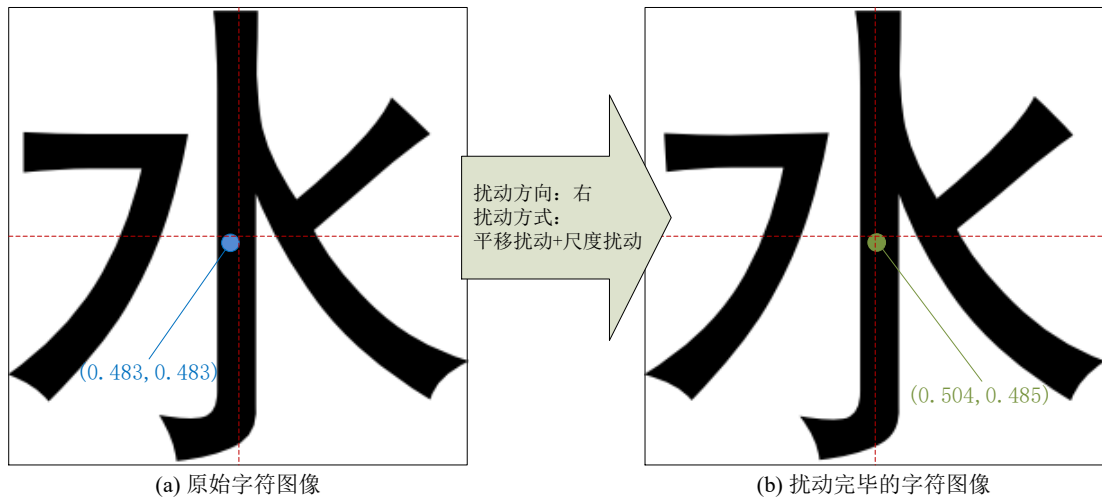 水
扰动方向：右
扰动方式：
平移扰动+尺度扰动
水
(0.483,0.483)
(0.504,0.485)
(a) 原始字符图像
(b) 扰动完毕的字符图像